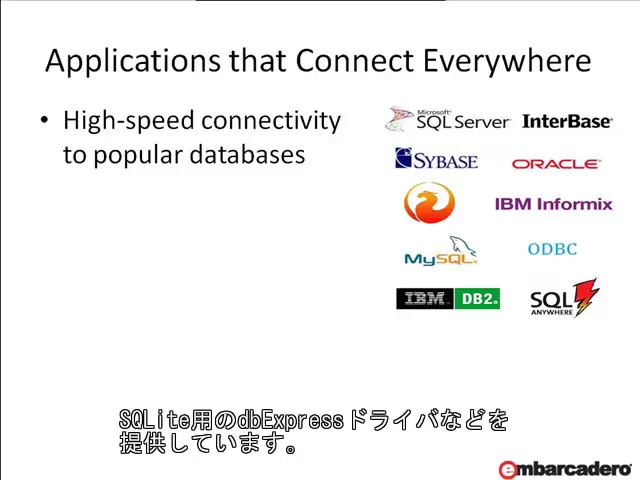 Applications that Connect Everywhere
• High-speed connectivity
to popular databases
Microsoft®
SQL Server
InterBase®
SYBASE
ORACLE®
IBM Informix
MySQL®
ODBC
IBM DB2®
SQL
ANYWHERE
SQLite用のdbExpressドライバなどを
提供しています。
embarcadero®